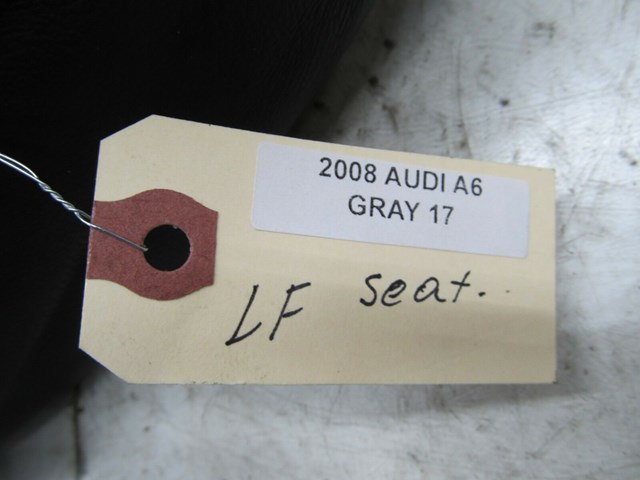 2008 AUDI A6
GRAY 17
LF seat.